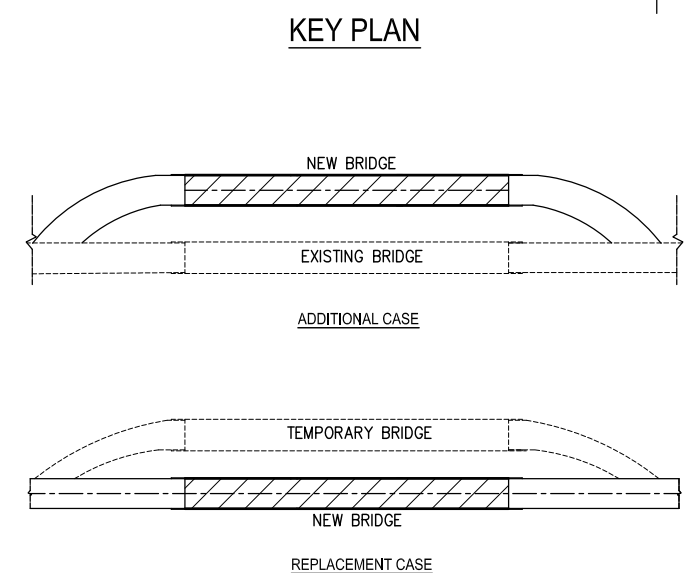 KEY PLAN
NEW BRIDGE
EXISTING BRIDGE
ADDITIONAL CASE
TEMPORARY BRIDGE
NEW BRIDGE
REPLACEMENT CASE